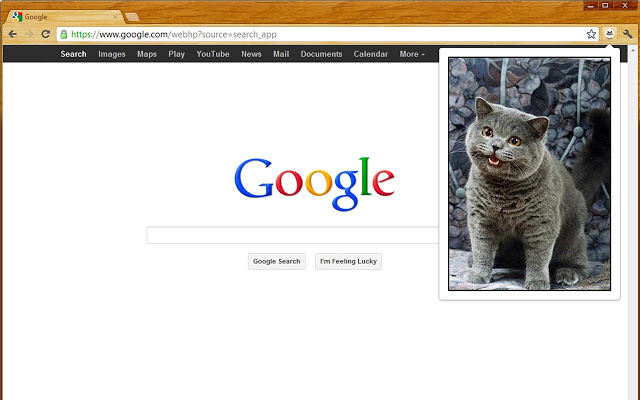 Google
https://www.google.com/webhp?source=search_app
Search Images Maps Play YouTube News Mail Documents Calendar More
Google
Google Search I'm Feeling Lucky